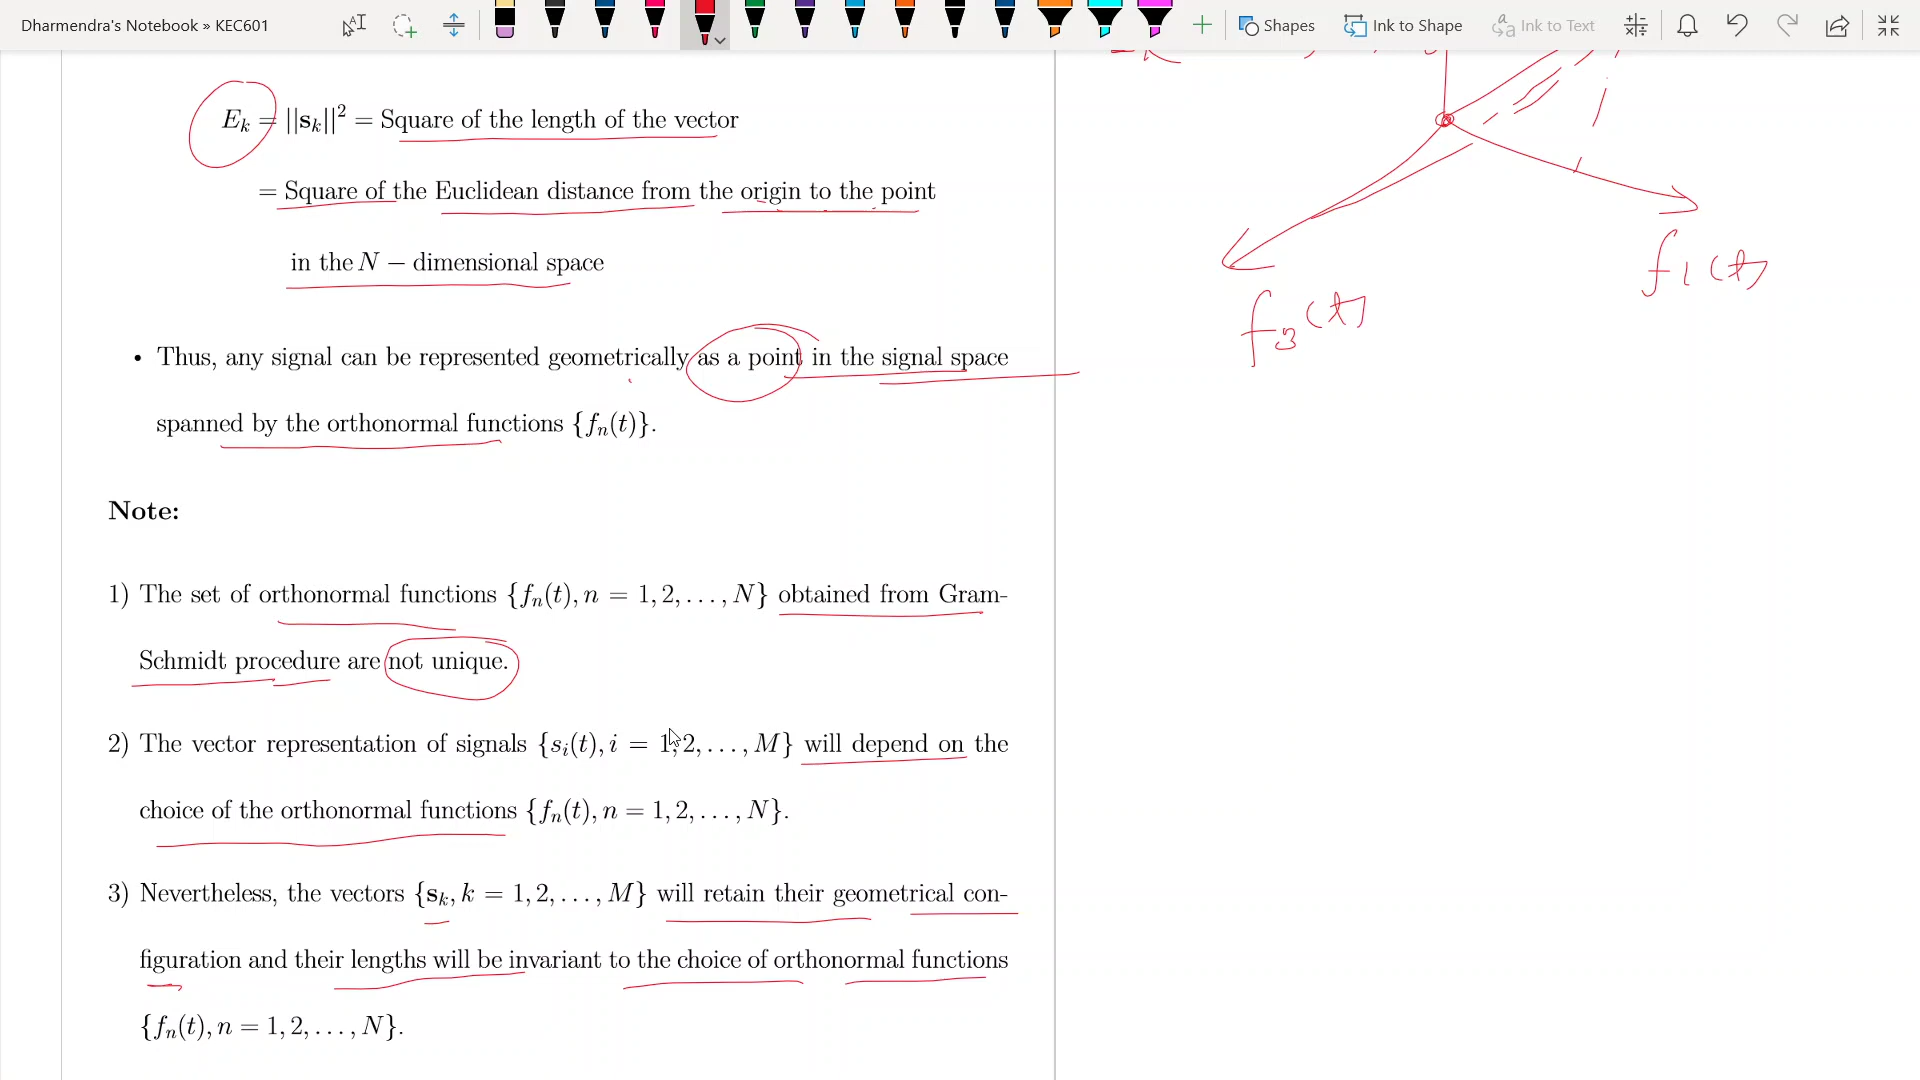 Dharmendra's Notebook » KEC601
Shapes
Ink to Shape
Ink to Text
E_k = ||s_k||² = Square of the length of the vector
= Square of the Euclidean distance from the origin to the point
in the N − dimensional space
• Thus, any signal can be represented geometrically as a point in the signal space
spanned by the orthonormal functions {f_n(t)}.
Note:
1) The set of orthonormal functions {f_n(t), n = 1, 2, . . . , N} obtained from Gram-
Schmidt procedure are not unique.
2) The vector representation of signals {s_i(t), i = 1, 2, . . . , M} will depend on the
choice of the orthonormal functions {f_n(t), n = 1, 2, . . . , N}.
3) Nevertheless, the vectors {s_k, k = 1, 2, . . . , M} will retain their geometrical con-
figuration and their lengths will be invariant to the choice of orthonormal functions
{f_n(t), n = 1, 2, . . . , N}.
f_1(t)
f_3(t)